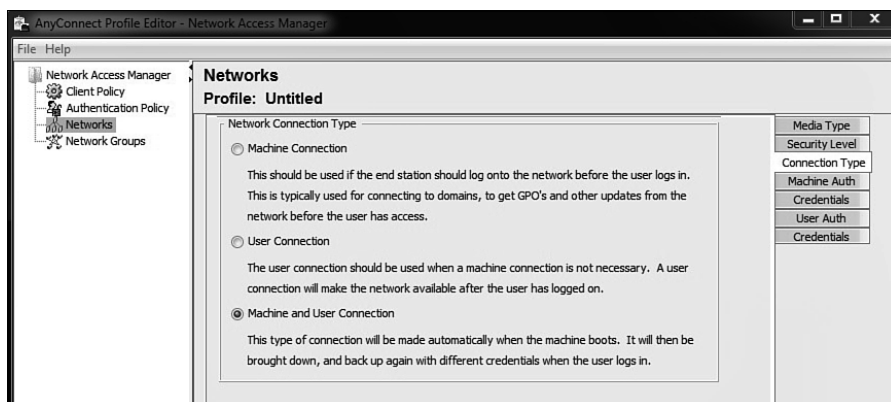 AnyConnect Profile Editor - Network Access Manager
File Help
Network Access Manager
Client Policy
Authentication Policy
Networks
Network Groups
Networks
Profile: Untitled
Network Connection Type
Machine Connection
This should be used if the end station should log onto the network before the user logs in.
This is typically used for connecting to domains, to get GPO's and other updates from the
network before the user has access.
User Connection
The user connection should be used when a machine connection is not necessary. A user
connection will make the network available after the user has logged on.
Machine and User Connection
This type of connection will be made automatically when the machine boots. It will then be
brought down, and back up again with different credentials when the user logs in.
Media Type
Security Level
Connection Type
Machine Auth
Credentials
User Auth
Credentials